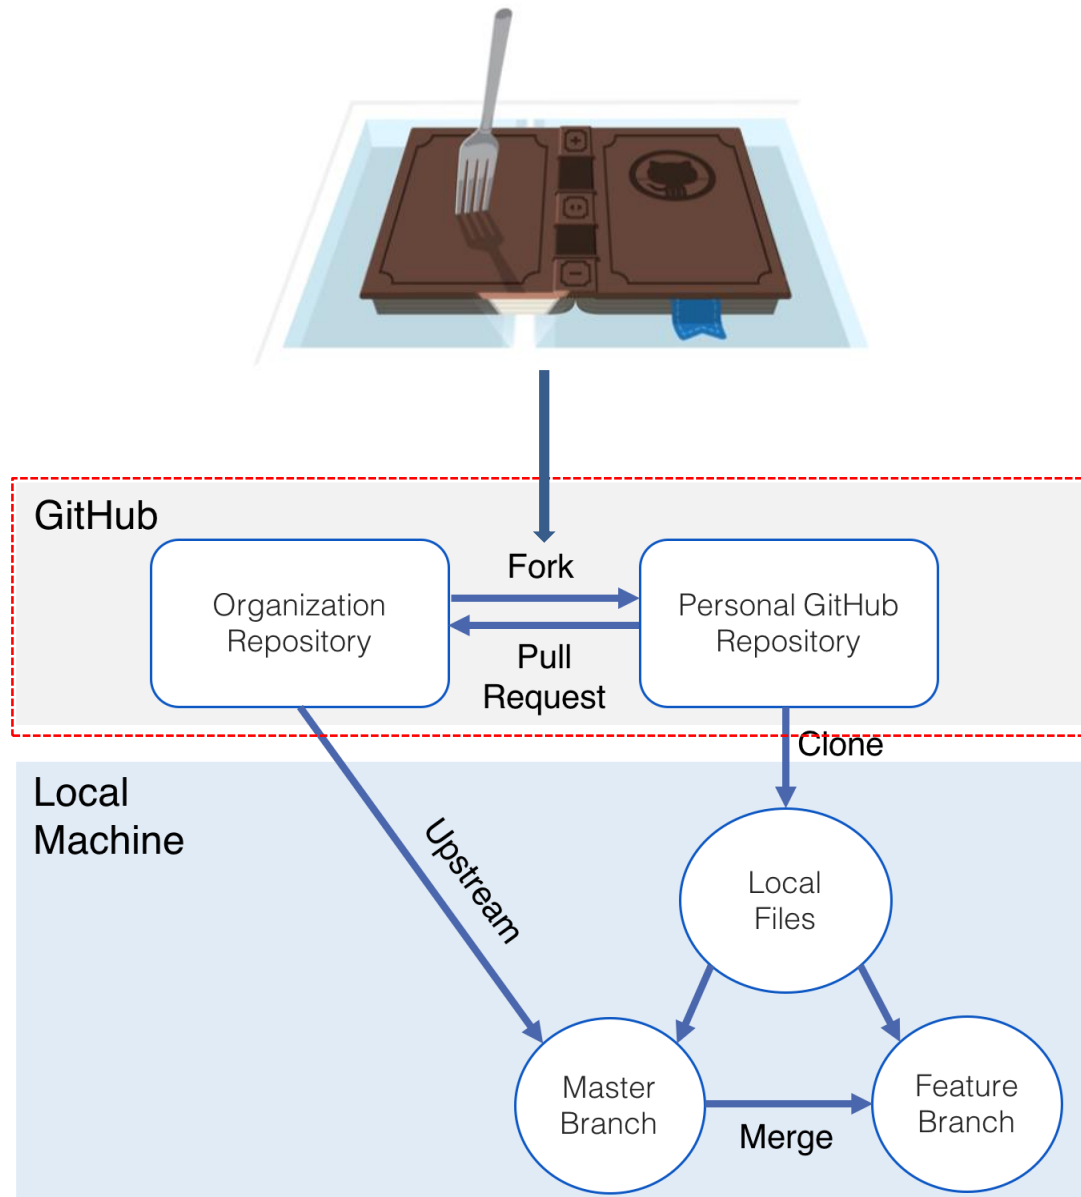 GitHub
Fork
Organization
Repository
Personal GitHub
Repository
Pull
Request
Clone
Local
Machine
Upstream
Local
Files
Master
Branch
Feature
Branch
Merge